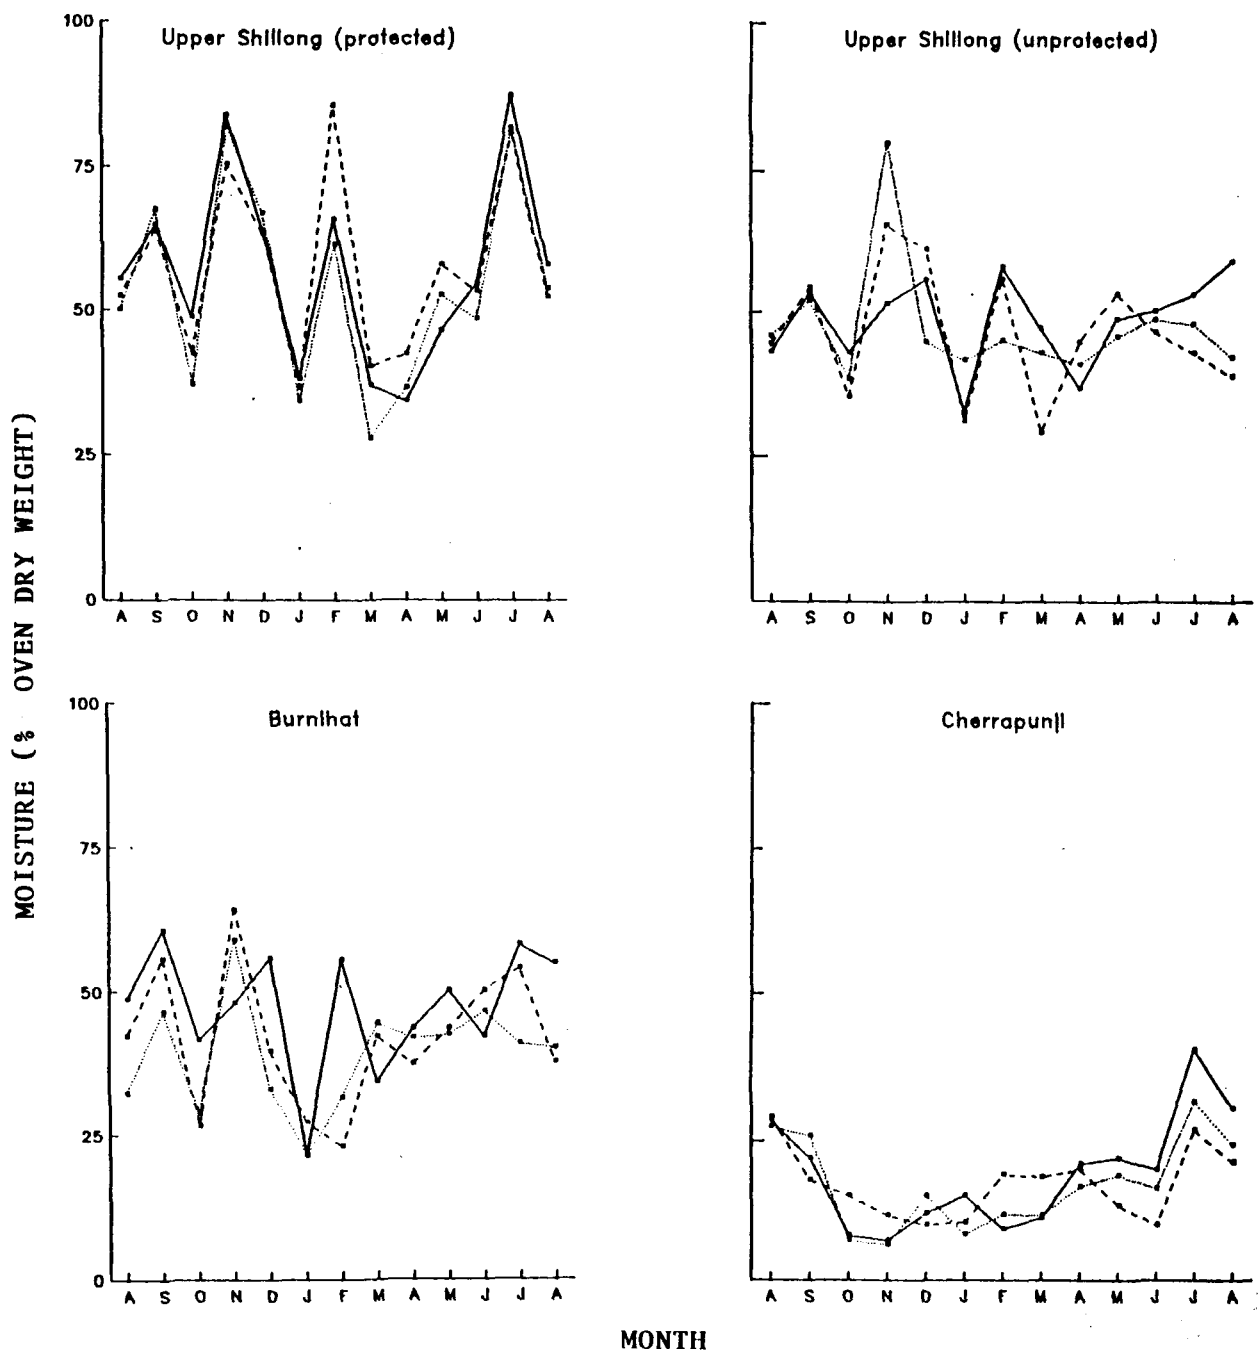 Upper Shillong (protected)
100
75
50
25
0
A S O N D J F M A M J J A
Upper Shillong (unprotected)
A S O N D J F M A M J J A
MOISTURE (% OVEN DRY WEIGHT)
Burnihat
100
75
50
25
0
A S O N D J F M A M J J A
Cherrapunji
A S O N D J F M A M J J A
MONTH